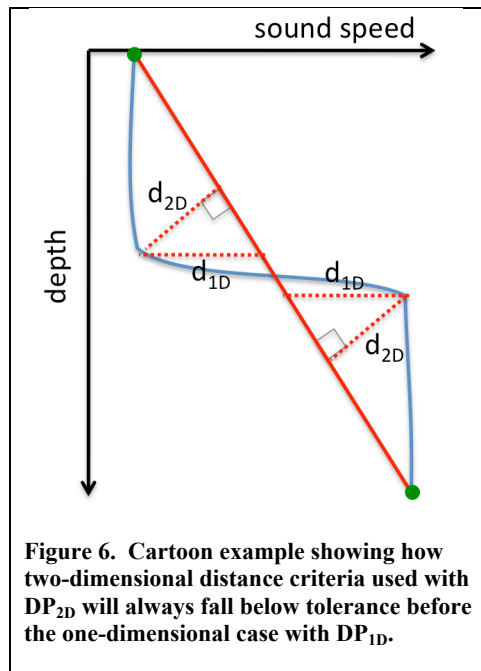 sound speed
depth
d2D
d1D
d1D
d2D
Figure 6. Cartoon example showing how
two-dimensional distance criteria used with
DP2D will always fall below tolerance before
the one-dimensional case with DP1D.